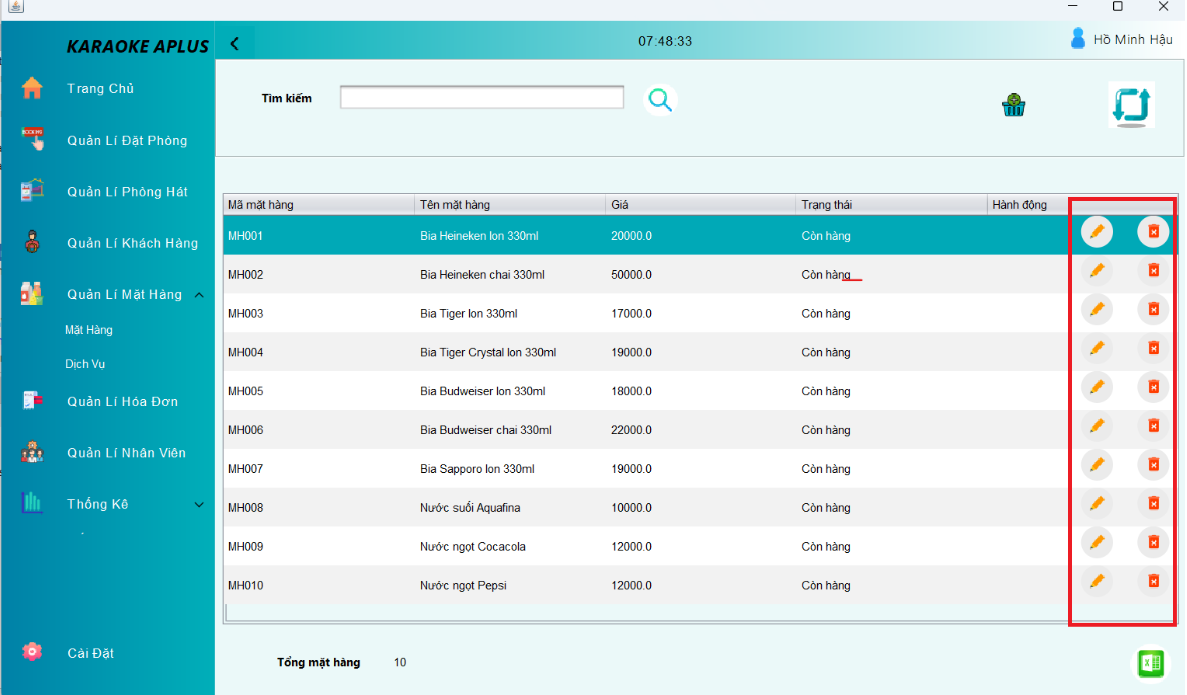 KARAOKE APLUS
07:48:33
Hồ Minh Hậu
Trang Chủ
Quản Lí Đặt Phòng
Quản Lí Phòng Hát
Quản Lí Khách Hàng
Quản Lí Mặt Hàng
Mặt Hàng
Dịch Vụ
Quản Lí Hóa Đơn
Quản Lí Nhân Viên
Thống Kê
Cài Đặt
Tìm kiếm
Mã mặt hàng Tên mặt hàng Giá Trạng thái Hành động
MH001 Bia Heineken lon 330ml 20000.0 Còn hàng
MH002 Bia Heineken chai 330ml 50000.0 Còn hàng
MH003 Bia Tiger lon 330ml 17000.0 Còn hàng
MH004 Bia Tiger Crystal lon 330ml 19000.0 Còn hàng
MH005 Bia Budweiser lon 330ml 18000.0 Còn hàng
MH006 Bia Budweiser chai 330ml 22000.0 Còn hàng
MH007 Bia Sapporo lon 330ml 19000.0 Còn hàng
MH008 Nước suối Aquafina 10000.0 Còn hàng
MH009 Nước ngọt Cocacola 12000.0 Còn hàng
MH010 Nước ngọt Pepsi 12000.0 Còn hàng
Tổng mặt hàng 10